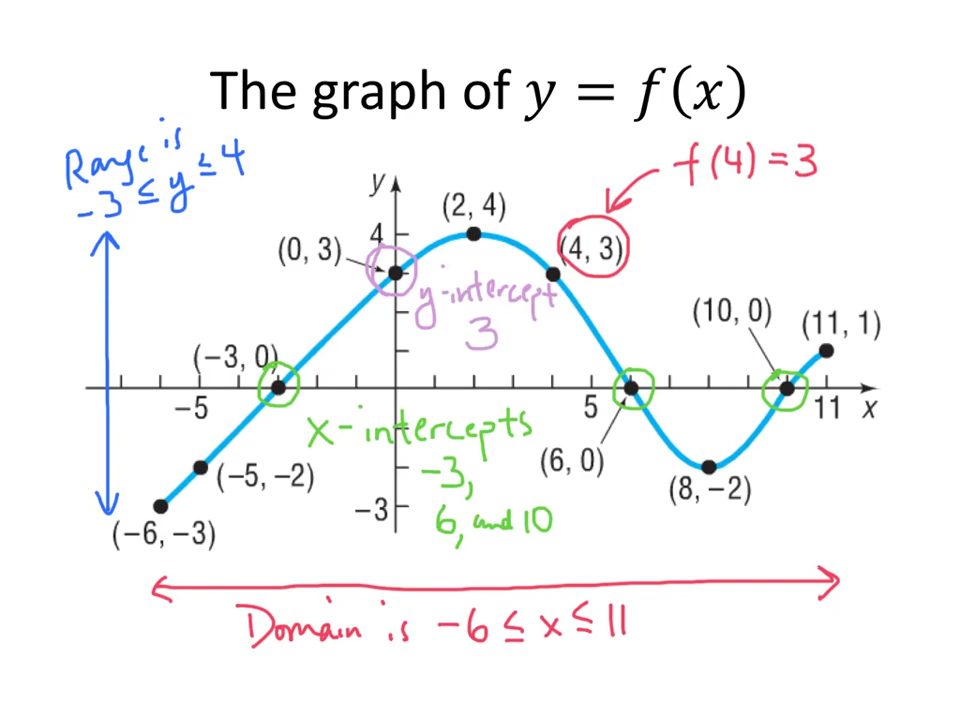 The graph of y = f(x)
Range is
-3 ≤ y ≤ 4
f(4) = 3
y
(2, 4)
4
(0, 3)
(4, 3)
y-intercept
3
(10, 0)
(11, 1)
(−3, 0)
−5
5
11
x
x-intercepts
-3,
6, and 10
(−5, −2)
(6, 0)
(8, −2)
−3
(−6, −3)
Domain is -6 ≤ x ≤ 11